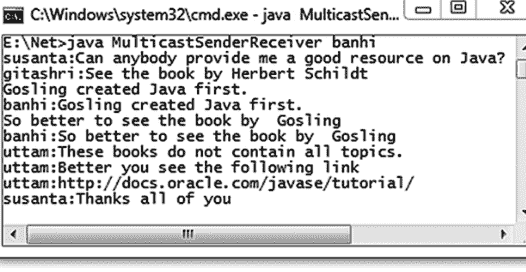 C:\Windows\system32\cmd.exe - java MulticastSen...
E:\Net>java MulticastSenderReceiver banhi
susanta:Can anybody provide me a good resource on Java?
gitashri:See the book by Herbert Schildt
Gosling created Java first.
banhi:Gosling created Java first.
So better to see the book by  Gosling
banhi:So better to see the book by  Gosling
uttam:These books do not contain all topics.
uttam:Better you see the following link
uttam:http://docs.oracle.com/javase/tutorial/
susanta:Thanks all of you